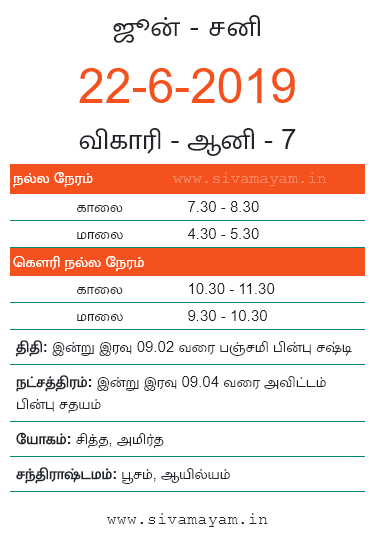 ஜூன் - சனி
22-6-2019
விகாரி - ஆனி - 7
நல்ல நேரம் www.sivamayam.in
காலை 7.30 - 8.30
மாலை 4.30 - 5.30
கௌரி நல்ல நேரம்
காலை 10.30 - 11.30
மாலை 9.30 - 10.30
திதி: இன்று இரவு 09.02 வரை பஞ்சமி பின்பு சஷ்டி
நட்சத்திரம்: இன்று இரவு 09.04 வரை அவிட்டம்
பின்பு சதயம்
யோகம்: சித்த, அமிர்த
சந்திராஷ்டமம்: பூசம், ஆயில்யம்
www.sivamayam.in